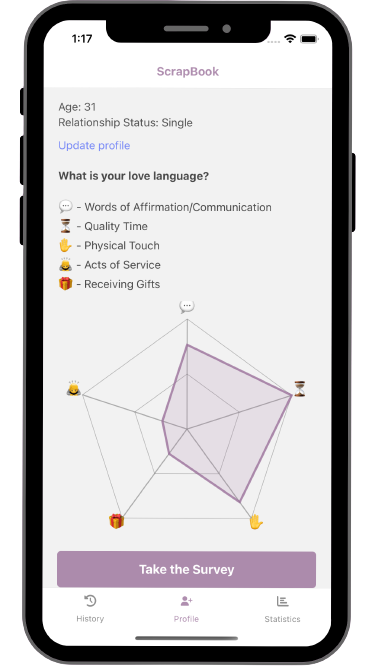 1:17
ScrapBook
Age: 31
Relationship Status: Single
Update profile
What is your love language?
💬 - Words of Affirmation/Communication
⏳ - Quality Time
✋ - Physical Touch
🙇 - Acts of Service
🎁 - Receiving Gifts
Take the Survey
History
Profile
Statistics